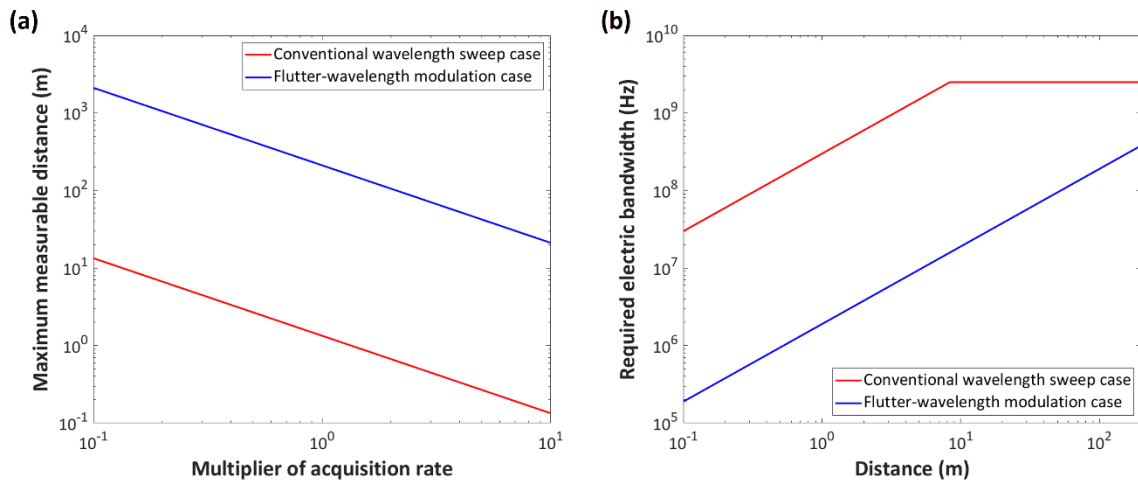 (a)
Maximum measurable distance (m)
10^4
10^3
10^2
10^1
10^0
10^-1
Conventional wavelength sweep case
Flutter-wavelength modulation case
10^-1
10^0
10^1
Multiplier of acquisition rate
(b)
Required electric bandwidth (Hz)
10^10
10^9
10^8
10^7
10^6
10^5
Conventional wavelength sweep case
Flutter-wavelength modulation case
10^-1
10^0
10^1
10^2
Distance (m)